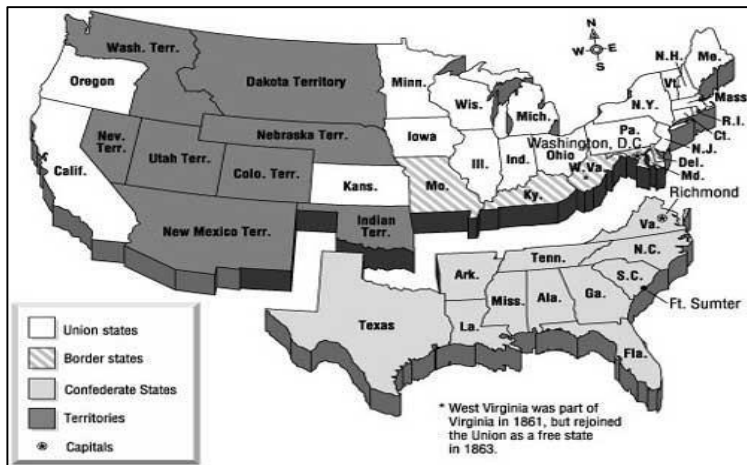 N
W E
S
Wash. Terr.
Oregon
Dakota Territory
Minn.
Wis.
Mich.
N.H.
Me.
Vt.
N.Y.
Mass
R.I.
Ct.
N.J.
Pa.
Washington, D.C.
Ohio
Del.
Md.
Nev.
Terr.
Nebraska Terr.
Iowa
Ill.
Ind.
W.Va
*
Calif.
Utah Terr.
Colo. Terr.
Kans.
Mo.
Ky.
Richmond
Va.
New Mexico Terr.
Indian
Terr.
Tenn.
N.C.
Ark.
S.C.
Ft. Sumter
Texas
La.
Miss.
Ala.
Ga.
Fla.
Union states
Border states
Confederate States
Territories
Capitals
* West Virginia was part of
Virginia in 1861, but rejoined
the Union as a free state
in 1863.